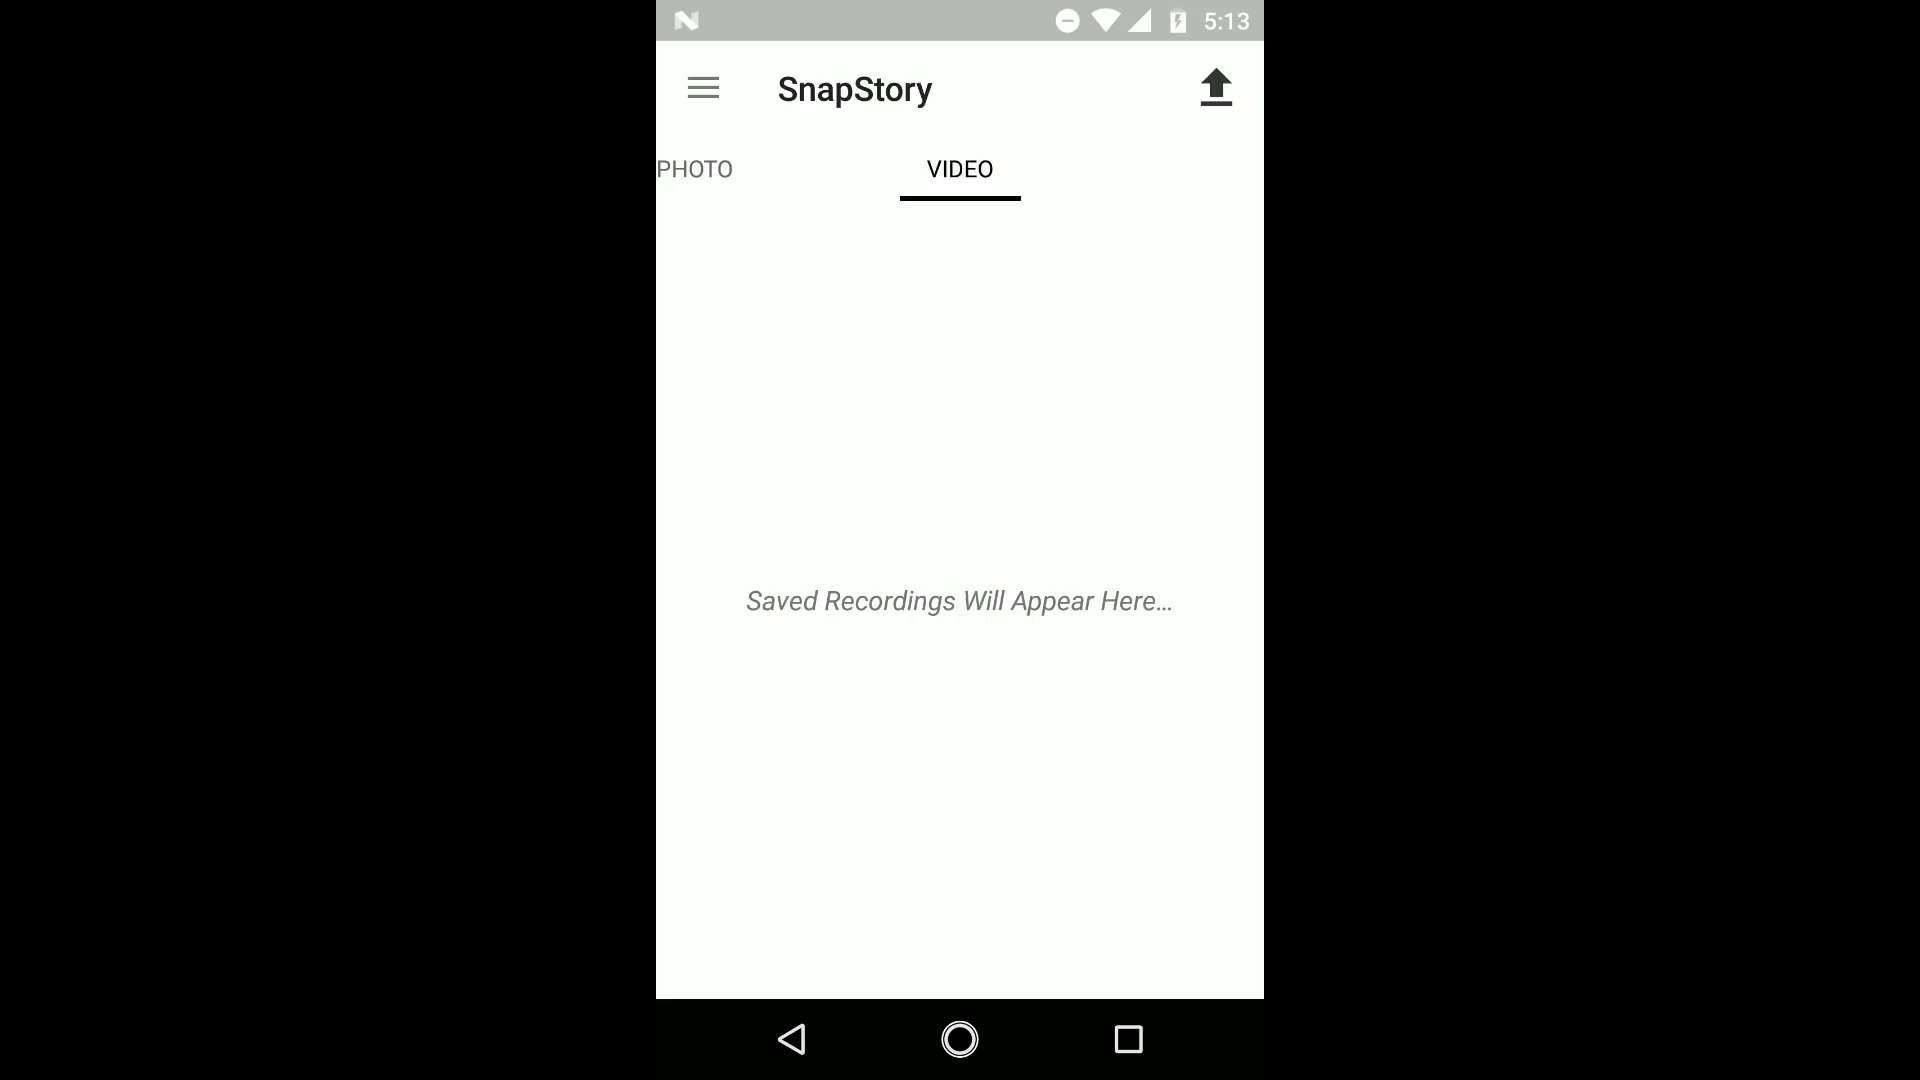 5:13
SnapStory
PHOTO
VIDEO
Saved Recordings Will Appear Here...